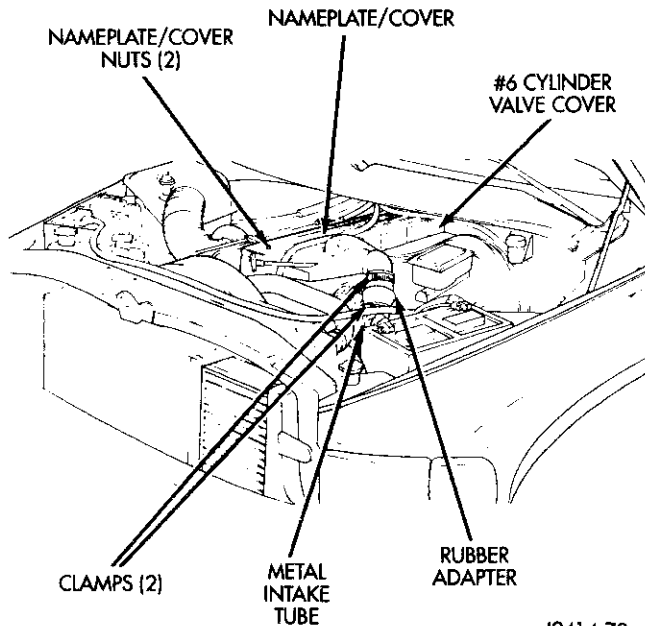 NAMEPLATE/COVER
NUTS (2)
NAMEPLATE/COVER
#6 CYLINDER
VALVE COVER
CLAMPS (2)
METAL
INTAKE
TUBE
RUBBER
ADAPTER